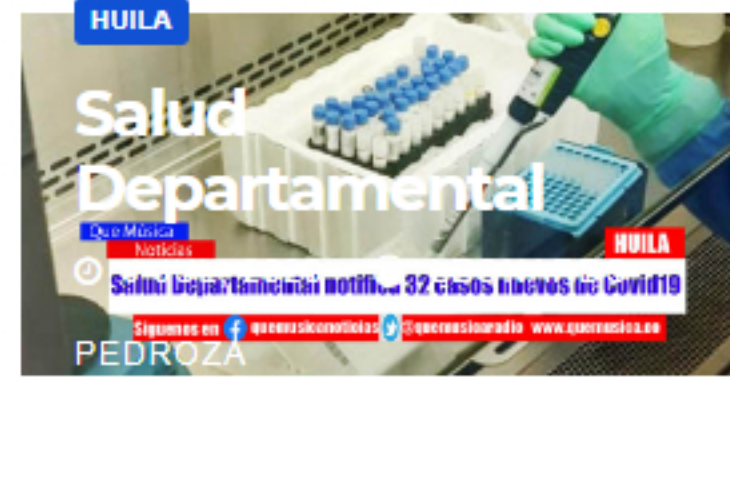 HUILA
Salud
Departamental
Que Música
Noticias
HUILA
Salud Departamental notifica 32 casos nuevos de Covid19
Síguenos en quemusicanoticias @quemusicaradio www.quemusica.co
PEDROZA